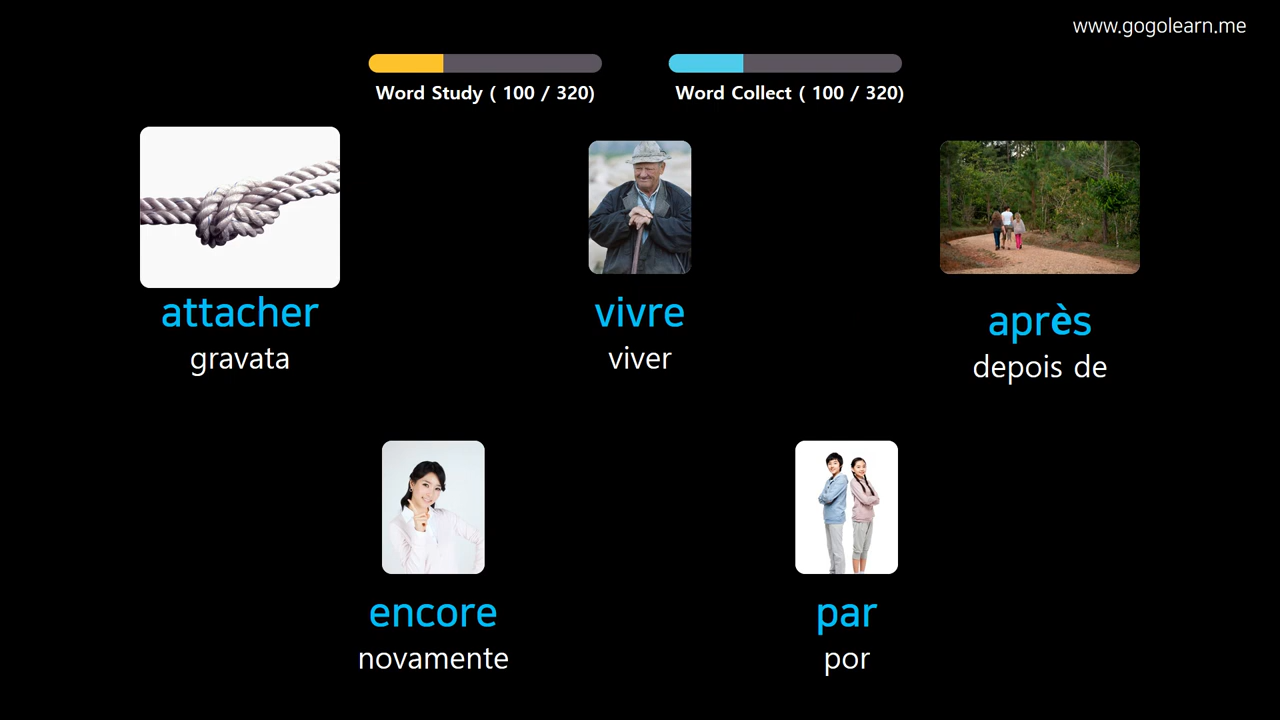 www.gogolearn.me
Word Study ( 100 / 320)
Word Collect ( 100 / 320)
attacher
gravata
vivre
viver
après
depois de
encore
novamente
par
por